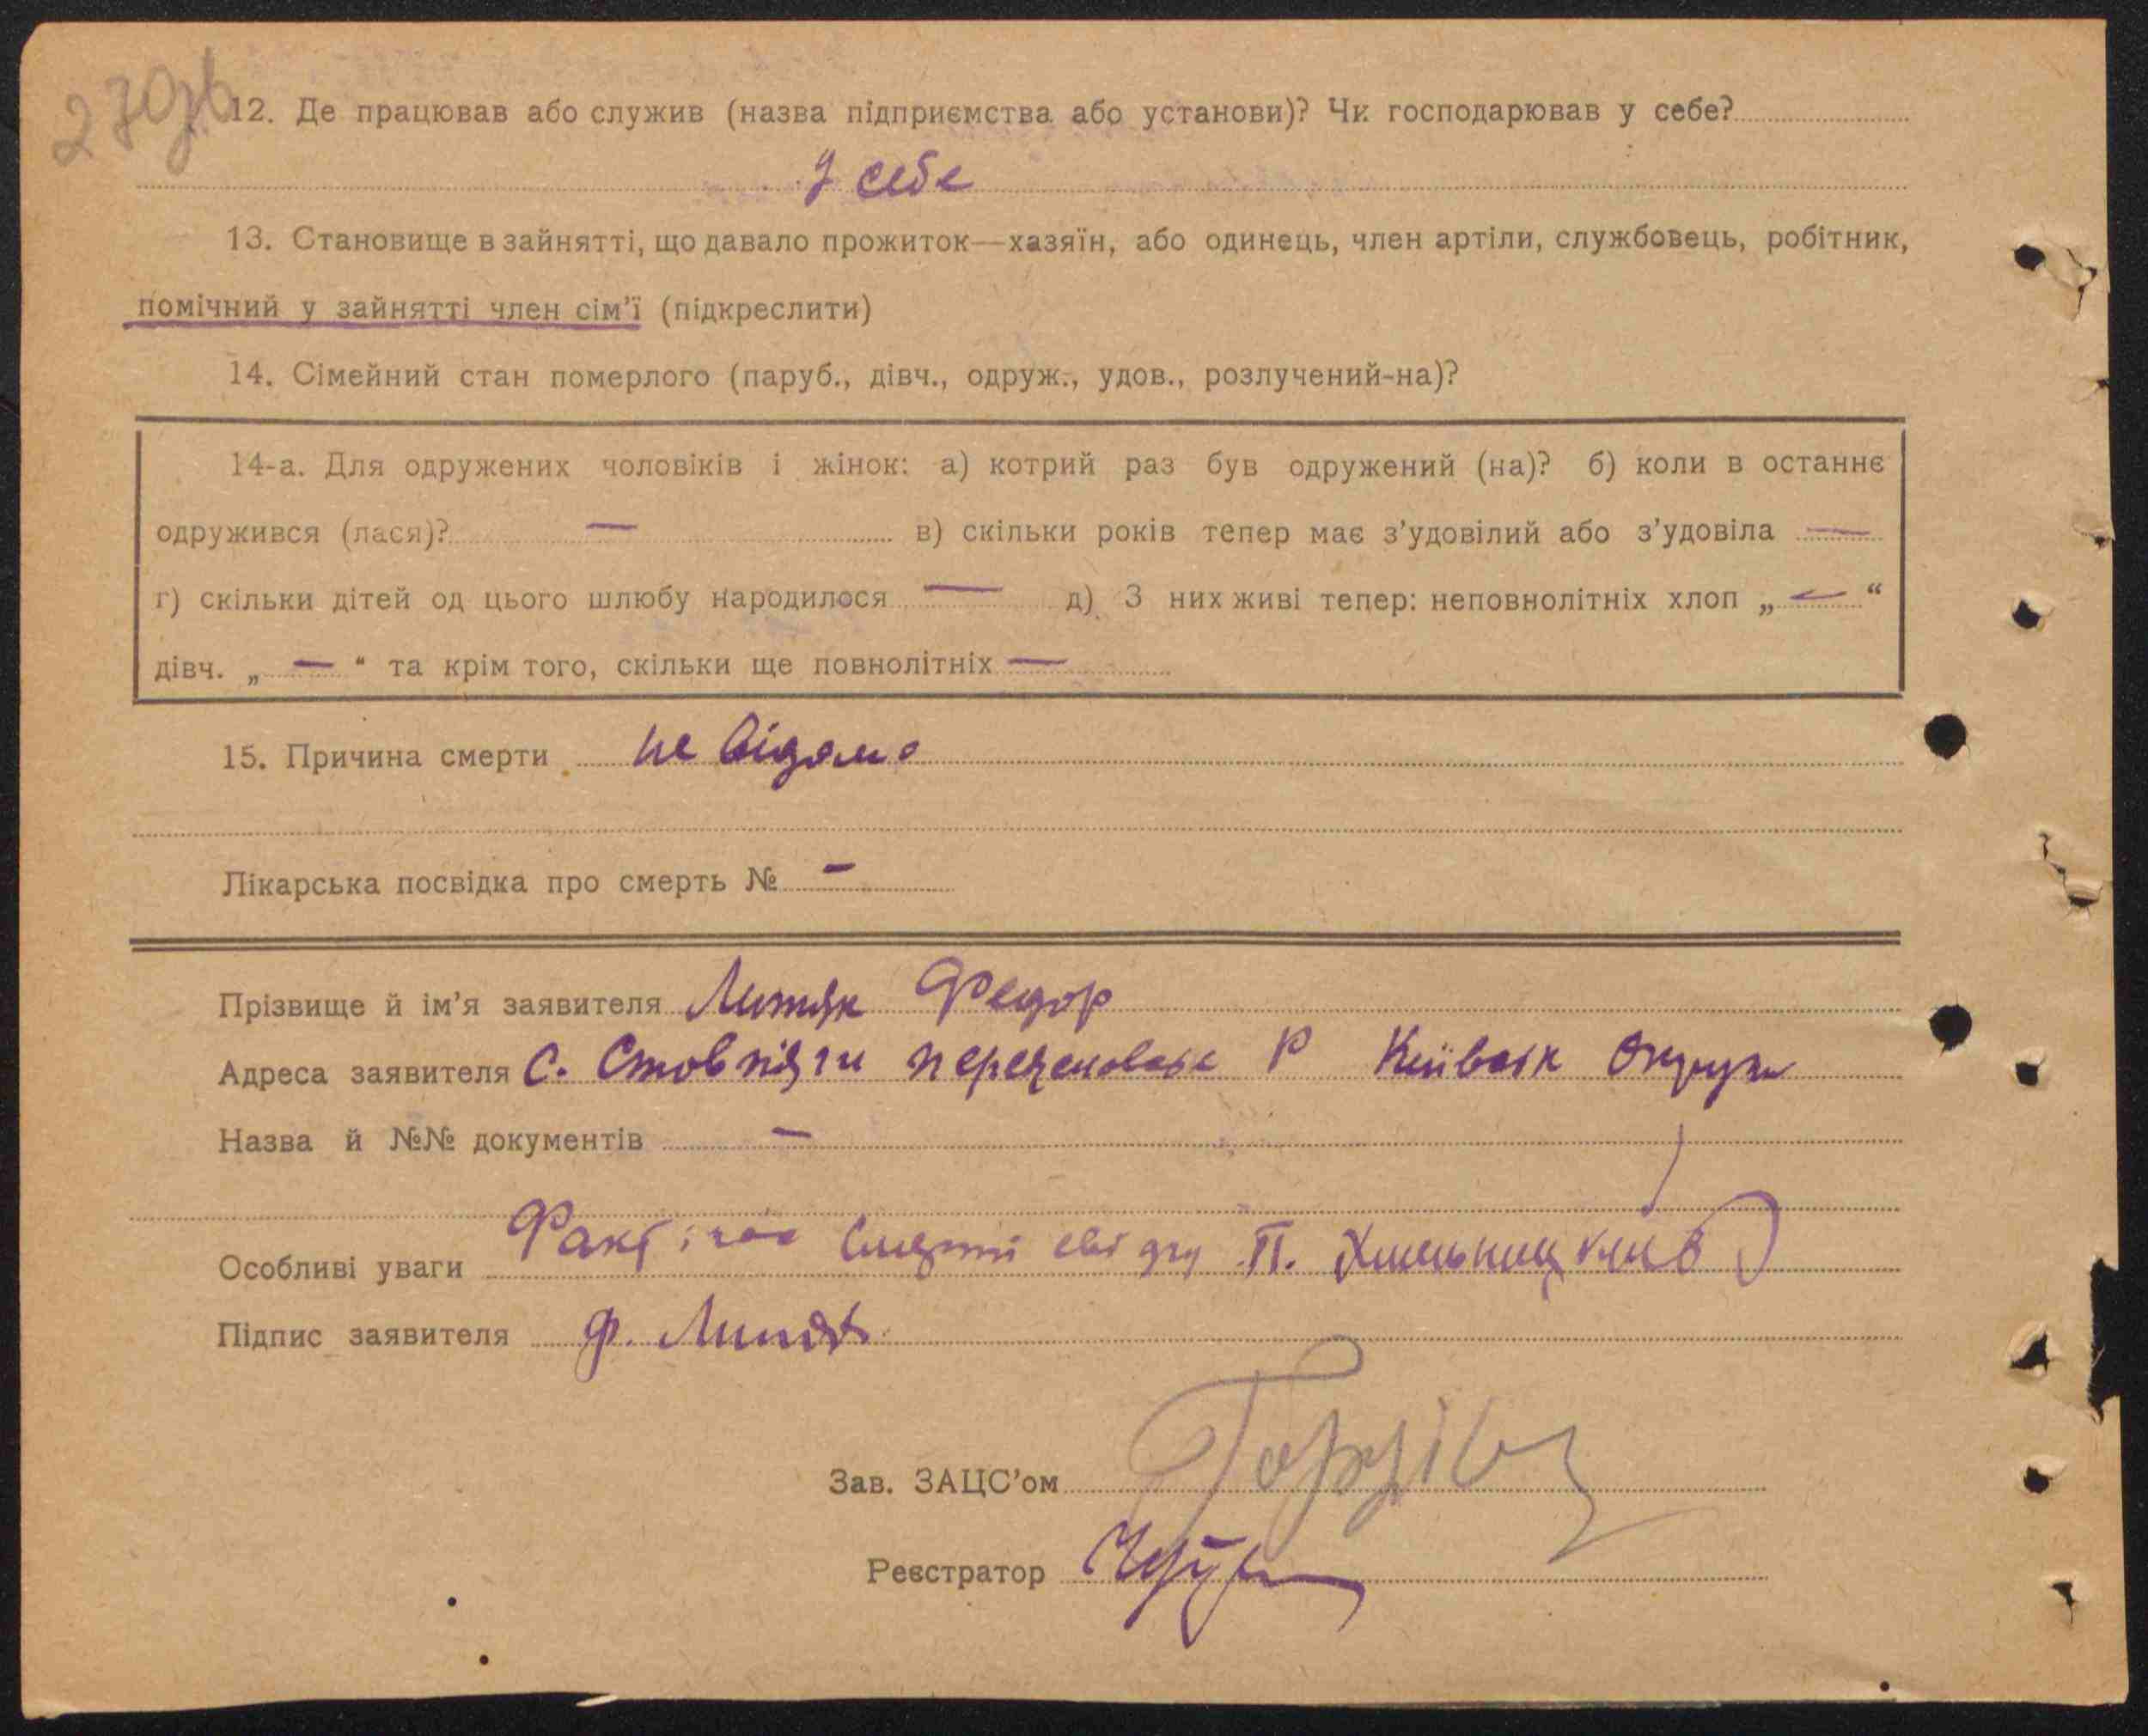 270зв
12. Де працював або служив (назва підприємства або установи)? Чи господарював у себе?
У себе
13. Становище в зайнятті, що давало прожиток—хазяїн, або одинець, член артіли, службовець, робітник,
помічний у зайнятті член сім'ї (підкреслити)
14. Сімейний стан померлого (паруб., дівч., одруж., удов., розлучений-на)?
14-а. Для одружених чоловіків і жінок: а) котрий раз був одружений (на)? б) коли в останнє
одружився (лася)? — в) скільки років тепер має з'удовілий або з'удовіла —
г) скільки дітей од цього шлюбу народилося — д) З них живі тепер: неповнолітніх хлоп „ — “
дівч. „ — “ та крім того, скільки ще повнолітніх —
15. Причина смерти не відомо
Лікарська посвідка про смерть № —
Прізвище й ім'я заявителя Литяк Федор
Адреса заявителя С. Стовпяги Р Округи
Назва й №№ документів —
Особливі уваги Смерти П.
Підпис заявителя Ф.
Зав. ЗАЦС'ом
Реєстратор